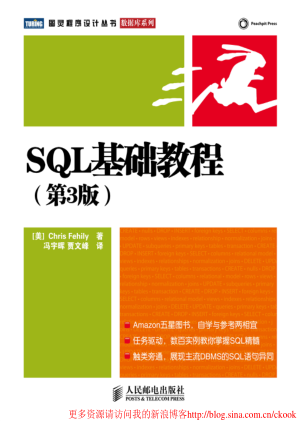 TURING 图灵程序设计丛书 数据库系列
Peachpit Press
SQL基础教程
（第3版）
[美] Chris Fehily 著
冯宇晖 贾文峰 译
Amazon五星图书，自学与参考两相宜
任务驱动，数百实例教你掌握SQL精髓
触类旁通，展现主流DBMS的SQL语句异同
人民邮电出版社
POSTS & TELECOM PRESS
更多资源请访问我的新浪博客http://blog.sina.com.cn/ckook